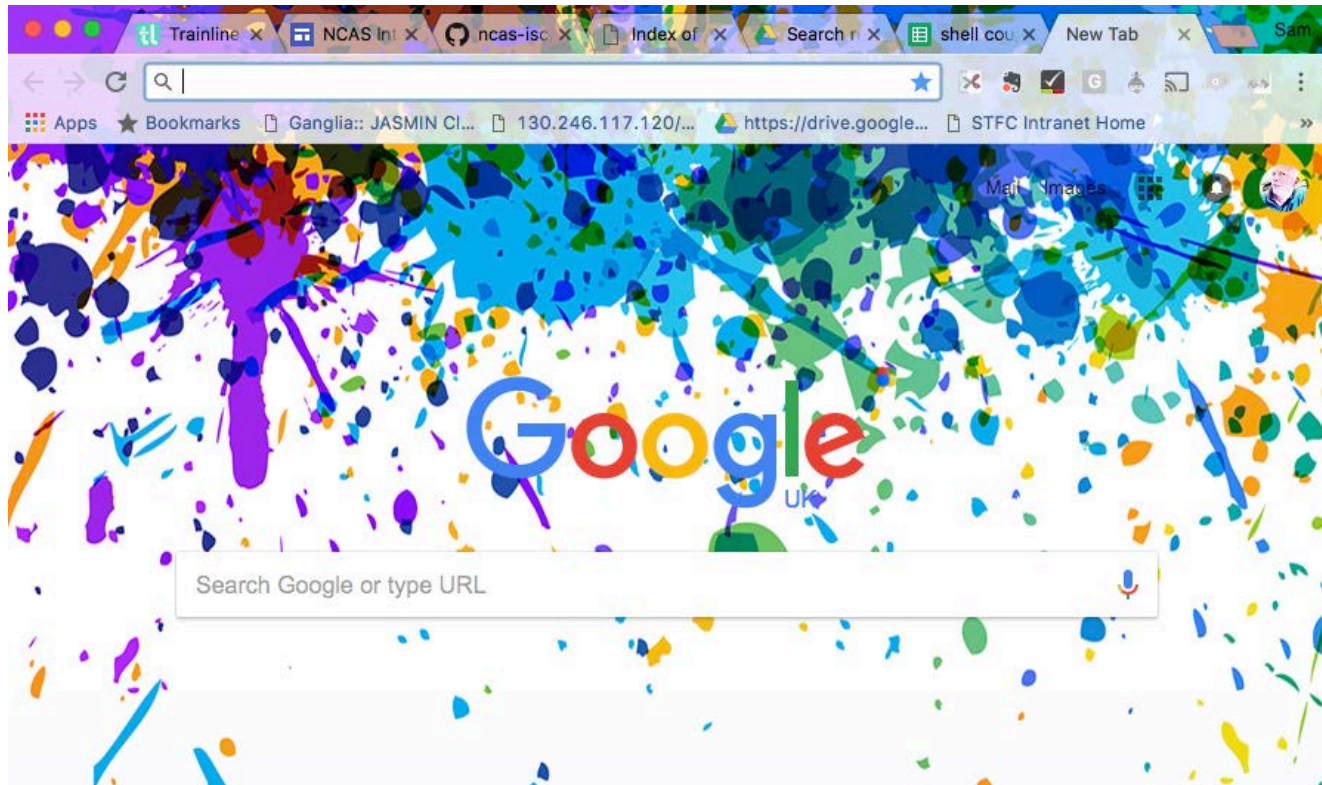 Trainline NCAS Int ncas-isc Index of Search r shell cou New Tab Sam
Apps Bookmarks Ganglia:: JASMIN Cl... 130.246.117.120/... https://drive.google... STFC Intranet Home »
Mail Images
Google
UK
Search Google or type URL